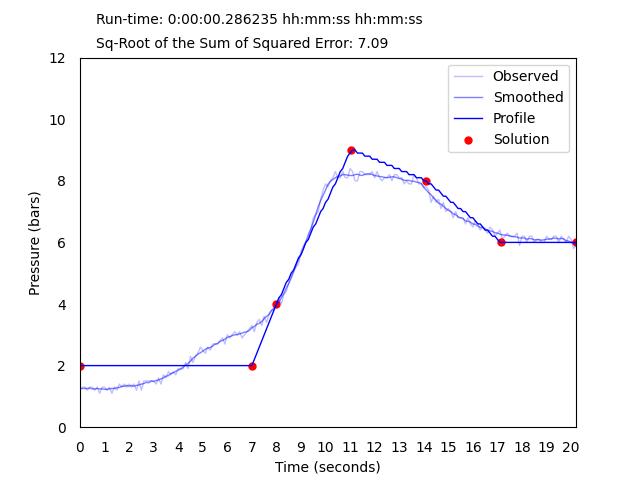 Run-time: 0:00:00.286235 hh:mm:ss hh:mm:ss
Sq-Root of the Sum of Squared Error: 7.09
12
10
8
6
4
2
0
Pressure (bars)
Observed
Smoothed
Profile
Solution
0 1 2 3 4 5 6 7 8 9 10 11 12 13 14 15 16 17 18 19 20
Time (seconds)